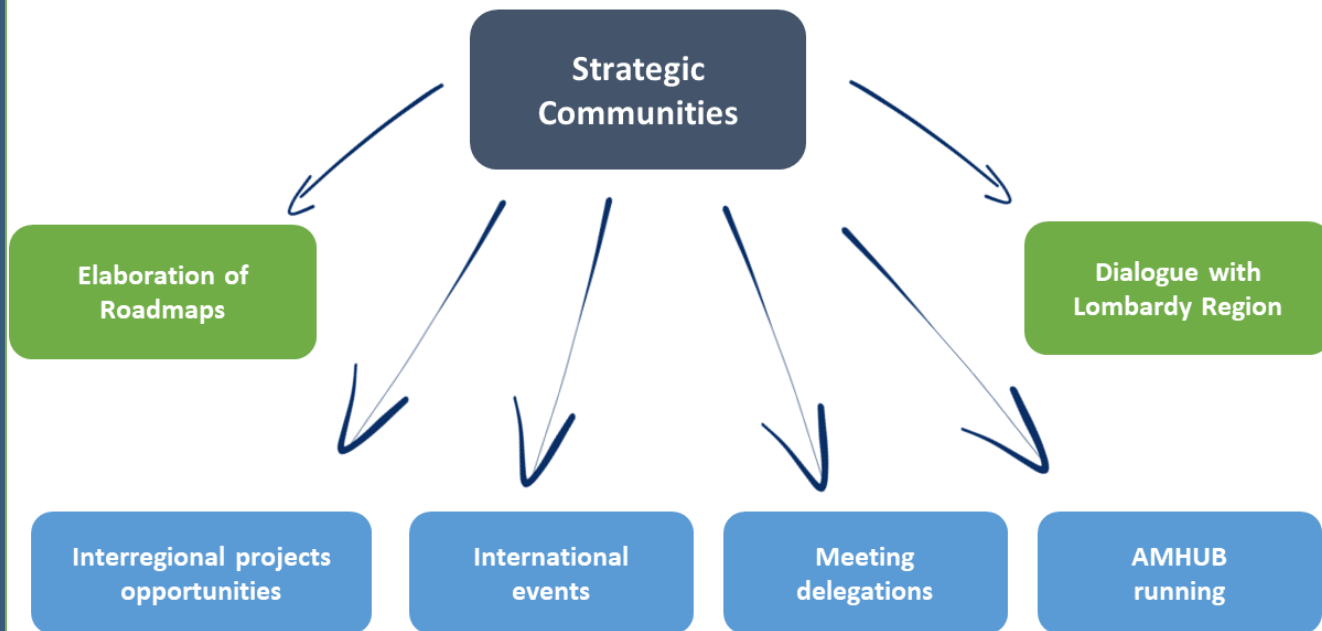 Strategic
Communities
Elaboration of
Roadmaps
Dialogue with
Lombardy Region
Interregional projects
opportunities
International
events
Meeting
delegations
AMHUB
running